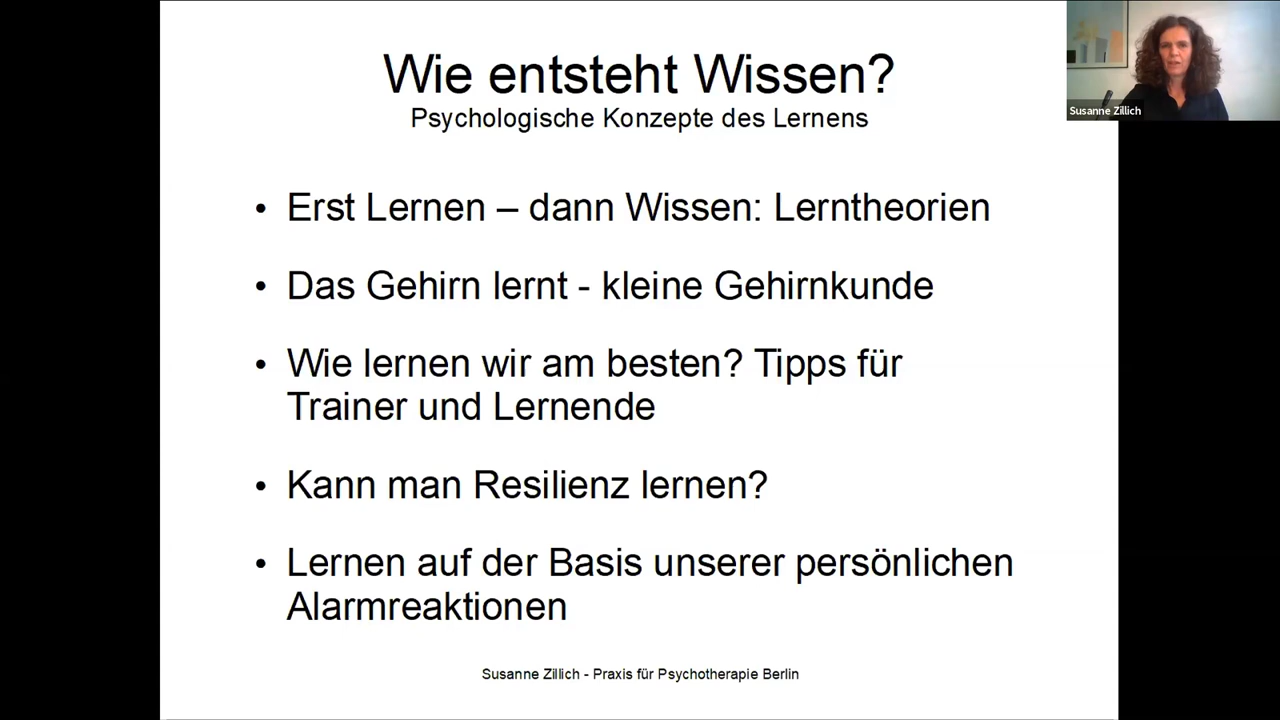 Wie entsteht Wissen?
Psychologische Konzepte des Lernens
Susanne Zillich
• Erst Lernen – dann Wissen: Lerntheorien
• Das Gehirn lernt - kleine Gehirnkunde
• Wie lernen wir am besten? Tipps für
Trainer und Lernende
• Kann man Resilienz lernen?
• Lernen auf der Basis unserer persönlichen
Alarmreaktionen
Susanne Zillich - Praxis für Psychotherapie Berlin